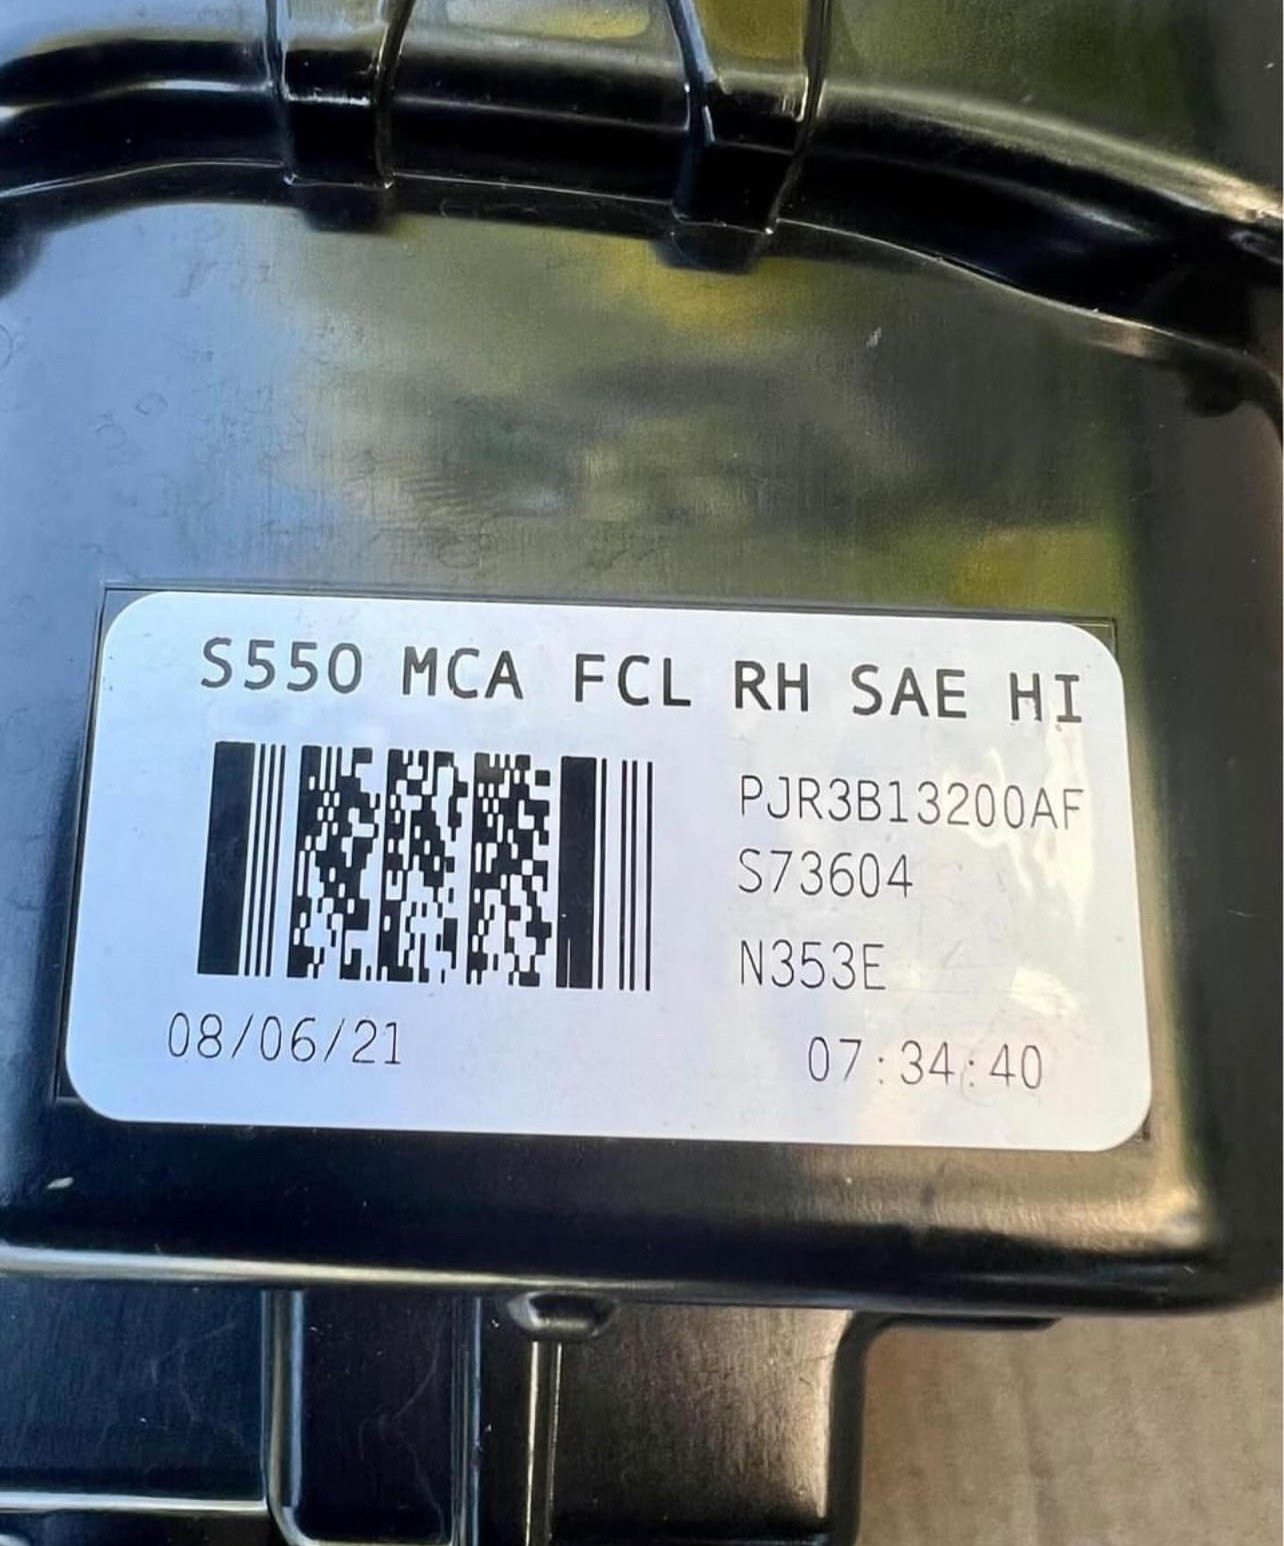 S550 MCA FCL RH SAE HI
PJR3B13200AF
S73604
N353E
08/06/21 07:34:40